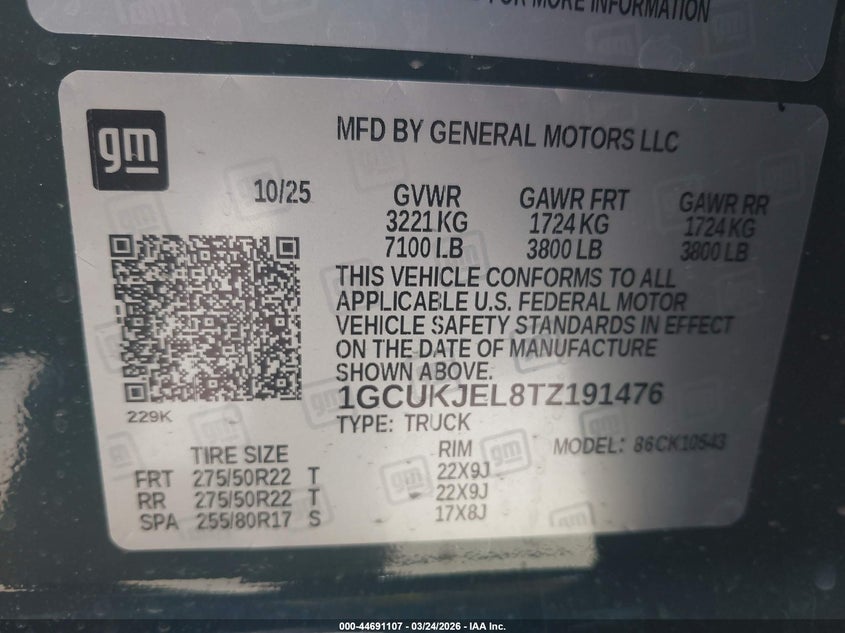 FOR MORE INFORMATION
gm
MFD BY GENERAL MOTORS LLC
10/25
GVWR GAWR FRT GAWR RR
3221 KG 1724 KG 1724 KG
7100 LB 3800 LB 3800 LB
THIS VEHICLE CONFORMS TO ALL
APPLICABLE U.S. FEDERAL MOTOR
VEHICLE SAFETY STANDARDS IN EFFECT
ON THE DATE OF MANUFACTURE
SHOWN ABOVE.
1GCUKJEL8TZ191476
229K
TYPE: TRUCK
TIRE SIZE RIM MODEL: 86CK10543
FRT 275/50R22 T 22X9J
RR 275/50R22 T 22X9J
SPA 255/80R17 S 17X8J
000-44691107 - 03/24/2026 - IAA Inc.